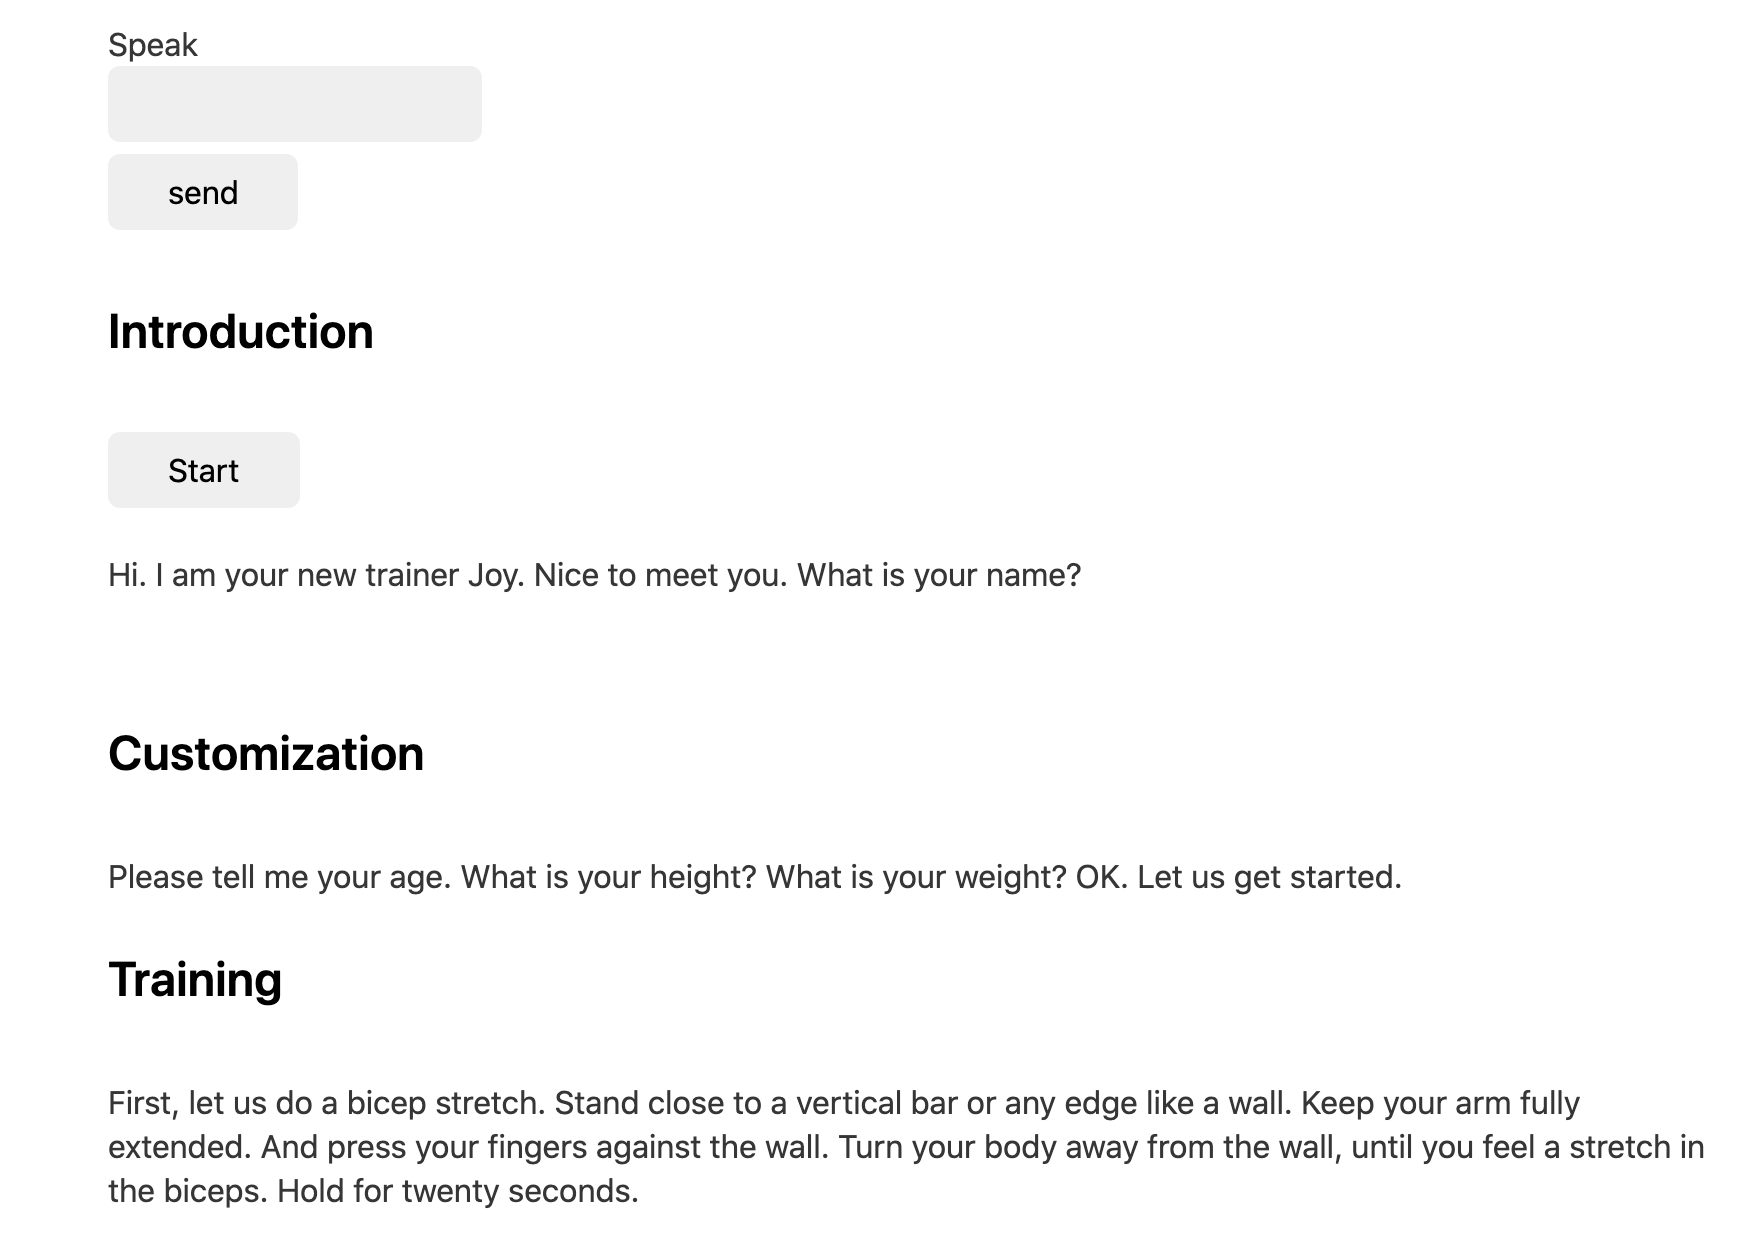 Speak
send
Introduction
Start
Hi. I am your new trainer Joy. Nice to meet you. What is your name?
Customization
Please tell me your age. What is your height? What is your weight? OK. Let us get started.
Training
First, let us do a bicep stretch. Stand close to a vertical bar or any edge like a wall. Keep your arm fully
extended. And press your fingers against the wall. Turn your body away from the wall, until you feel a stretch in
the biceps. Hold for twenty seconds.